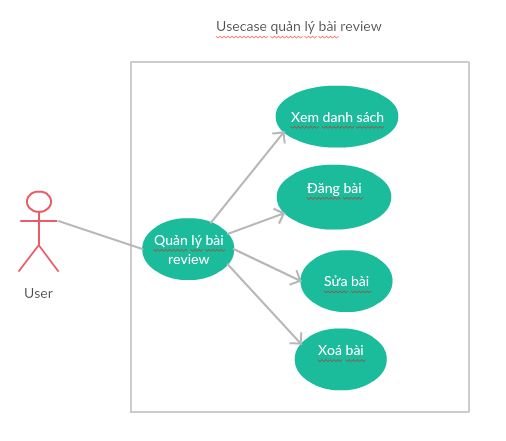 Usecase quản lý bài review
Xem danh sách
Đăng bài
Quản lý bài
review
Sửa bài
Xoá bài
User